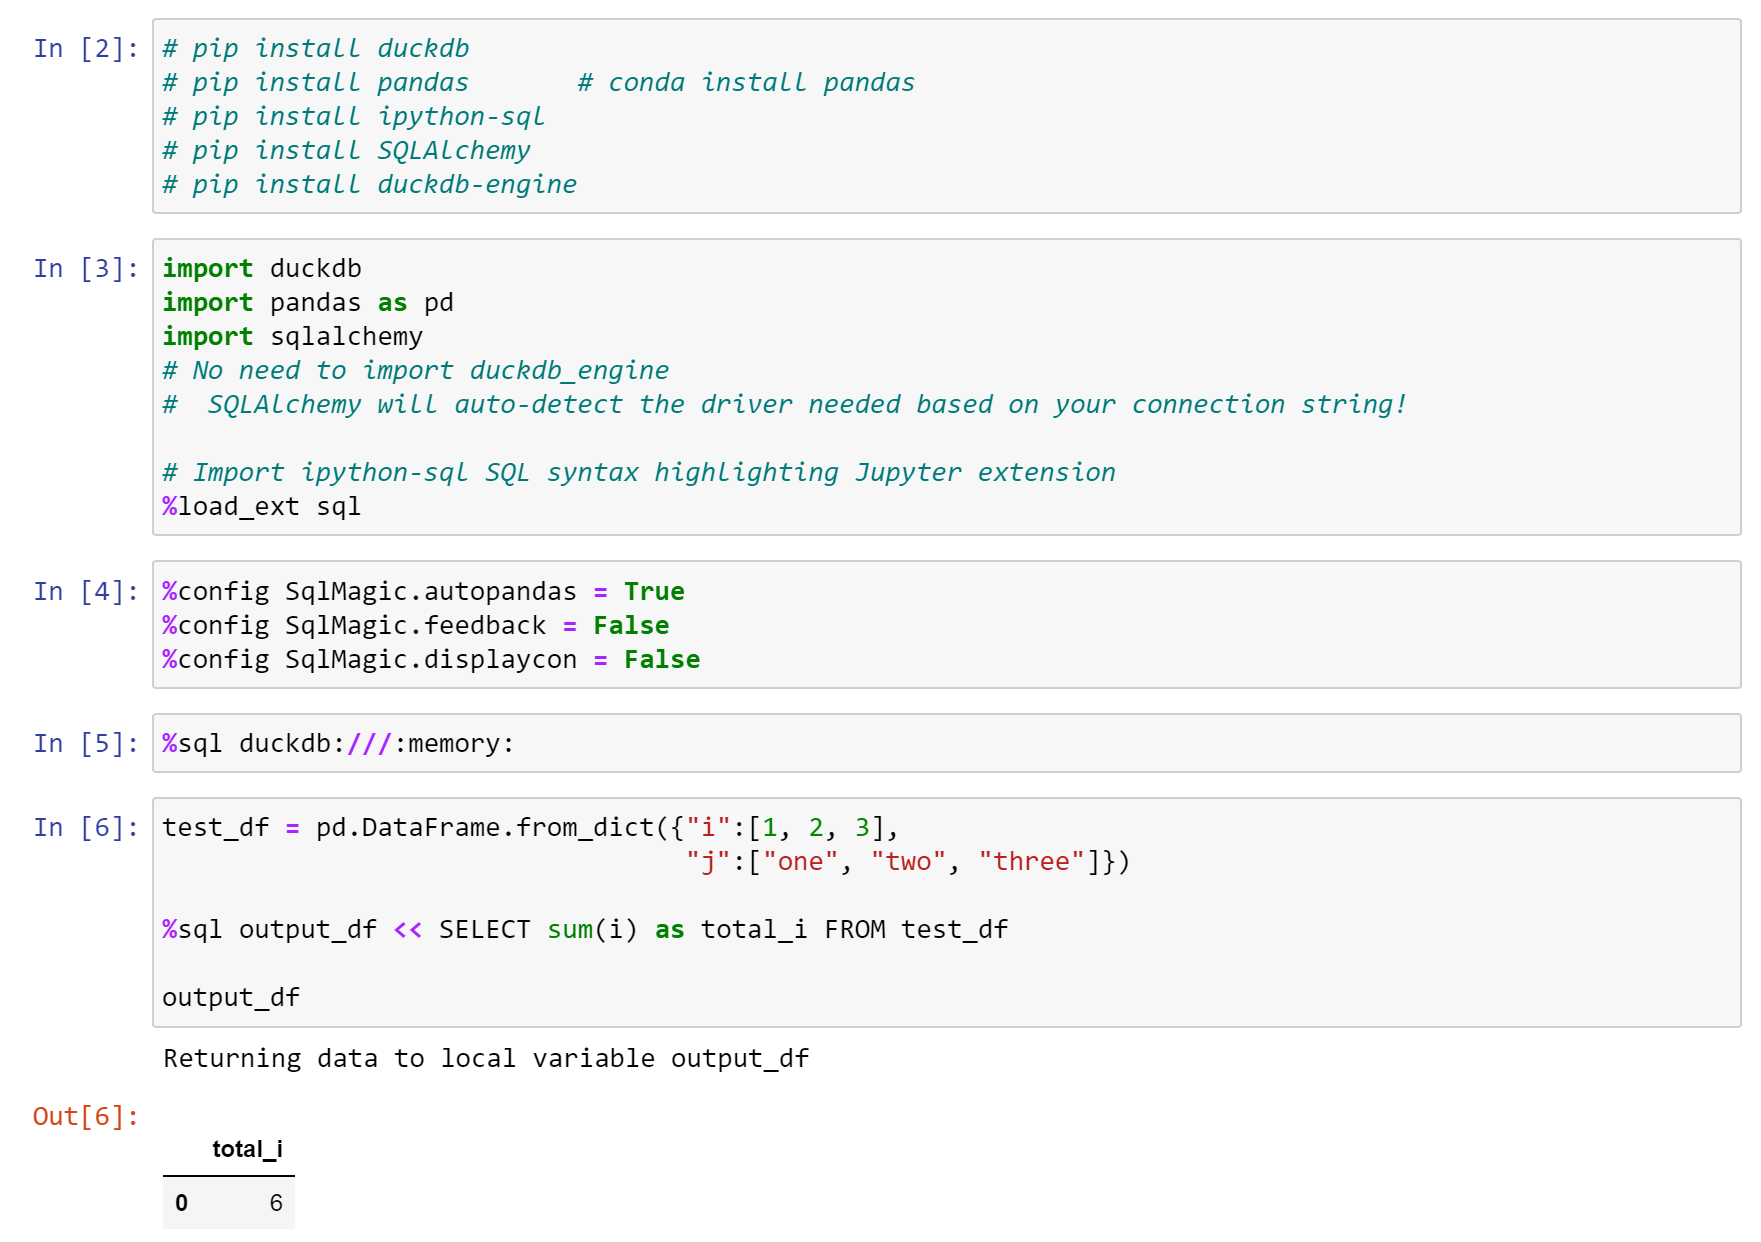 In [2]: # pip install duckdb
# pip install pandas       # conda install pandas
# pip install ipython-sql
# pip install SQLAlchemy
# pip install duckdb-engine
In [3]: import duckdb
import pandas as pd
import sqlalchemy
# No need to import duckdb_engine
#  SQLAlchemy will auto-detect the driver needed based on your connection string!
# Import ipython-sql SQL syntax highlighting Jupyter extension
%load_ext sql
In [4]: %config SqlMagic.autopandas = True
%config SqlMagic.feedback = False
%config SqlMagic.displaycon = False
In [5]: %sql duckdb:///:memory:
In [6]: test_df = pd.DataFrame.from_dict({"i":[1, 2, 3],
"j":["one", "two", "three"]})
%sql output_df << SELECT sum(i) as total_i FROM test_df
output_df
Returning data to local variable output_df
Out[6]:
total_i
0 6